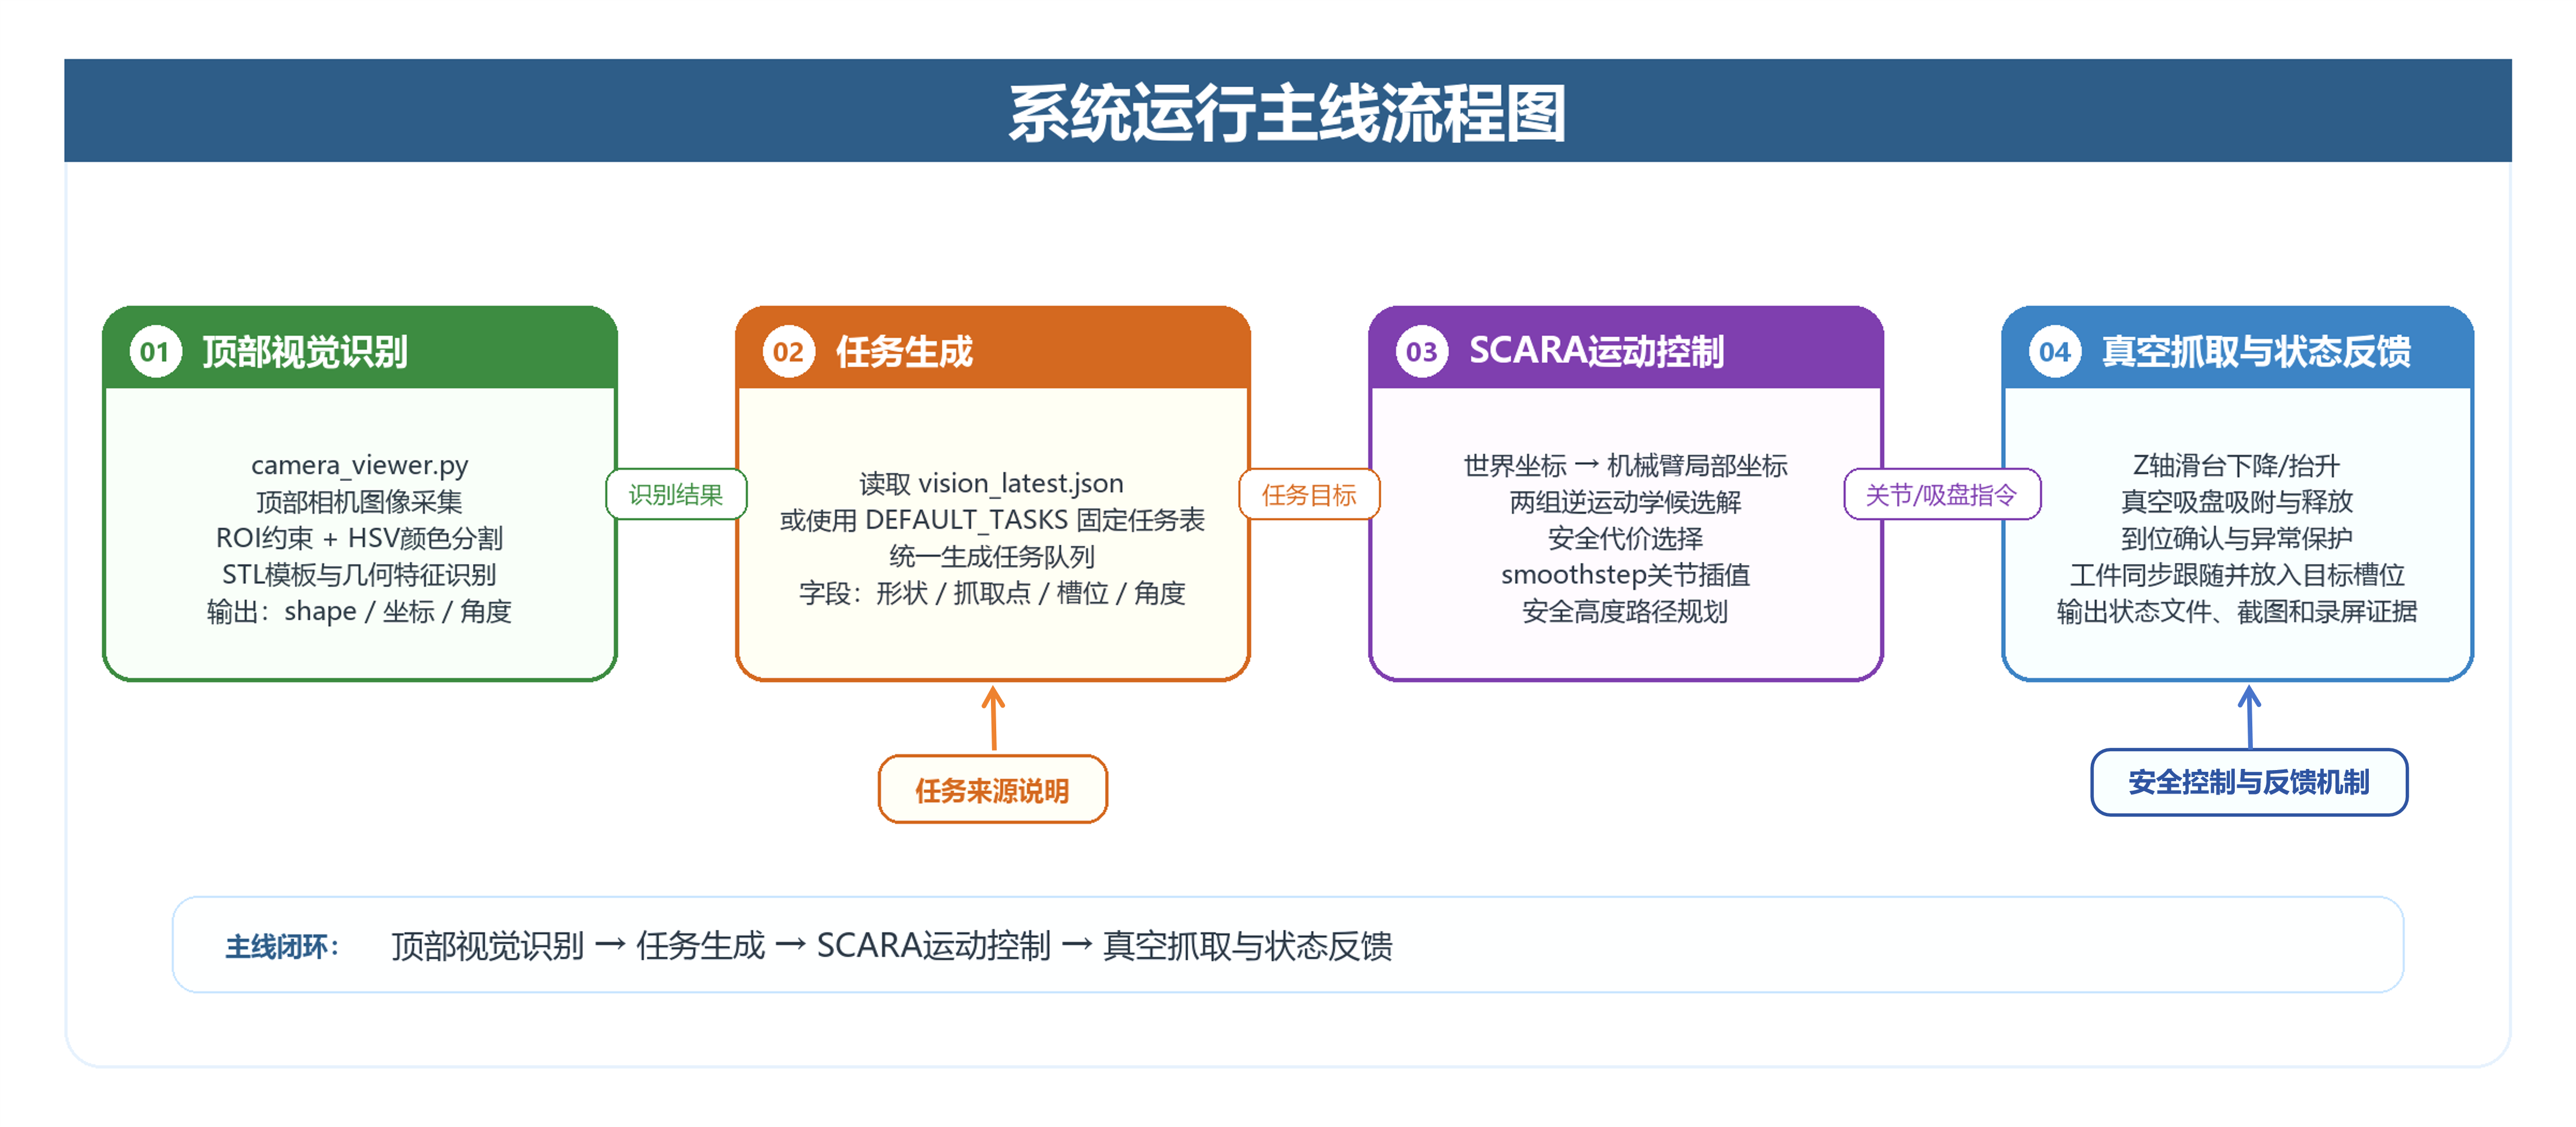 系统运行主线流程图
01 顶部视觉识别
camera_viewer.py
顶部相机图像采集
ROI约束 + HSV颜色分割
STL模板与几何特征识别
输出：shape / 坐标 / 角度
识别结果
02 任务生成
读取 vision_latest.json
或使用 DEFAULT_TASKS 固定任务表
统一生成任务队列
字段：形状 / 抓取点 / 槽位 / 角度
任务目标
03 SCARA运动控制
世界坐标 → 机械臂局部坐标
两组逆运动学候选解
安全代价选择
smoothstep关节插值
安全高度路径规划
关节/吸盘指令
04 真空抓取与状态反馈
Z轴滑台下降/抬升
真空吸盘吸附与释放
到位确认与异常保护
工件同步跟随并放入目标槽位
输出状态文件、截图和录屏证据
任务来源说明
安全控制与反馈机制
主线闭环： 顶部视觉识别 → 任务生成 → SCARA运动控制 → 真空抓取与状态反馈